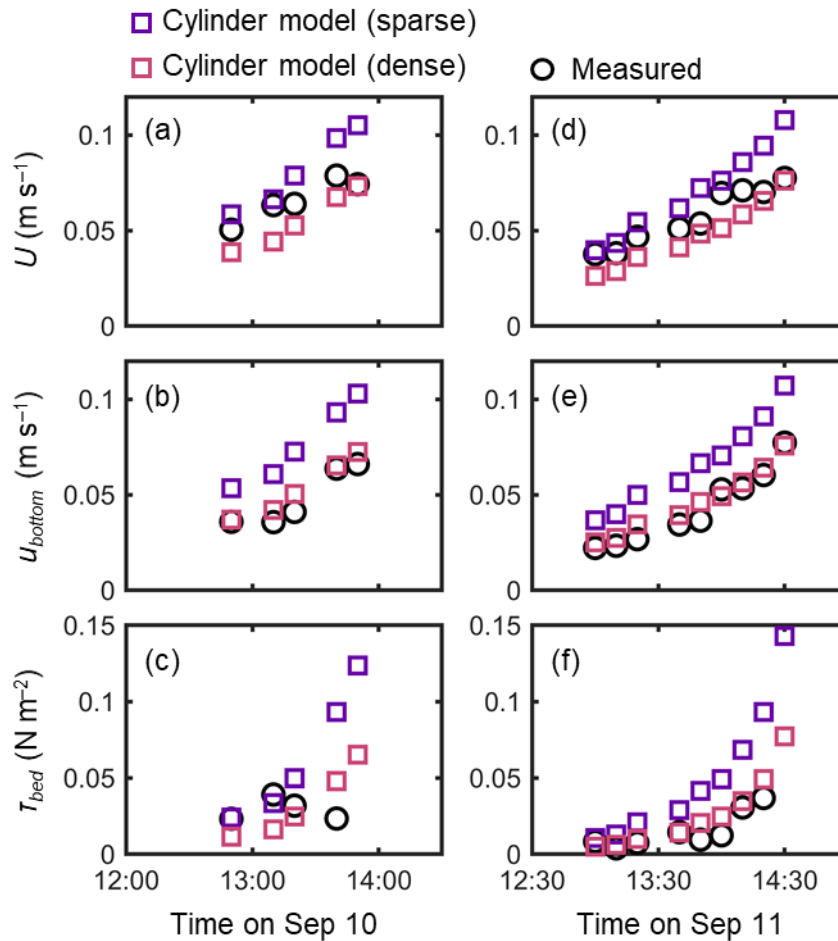 Cylinder model (sparse)
Cylinder model (dense)
Measured
(a)
(d)
0.1
0.05
0
U (m s⁻¹)
0.1
0.05
0
(b)
(e)
0.1
0.05
0
u_bottom (m s⁻¹)
0.1
0.05
0
(c)
(f)
0.15
0.1
0.05
0
τ_bed (N m⁻²)
0.15
0.1
0.05
0
12:00 13:00 14:00
12:30 13:30 14:30
Time on Sep 10
Time on Sep 11